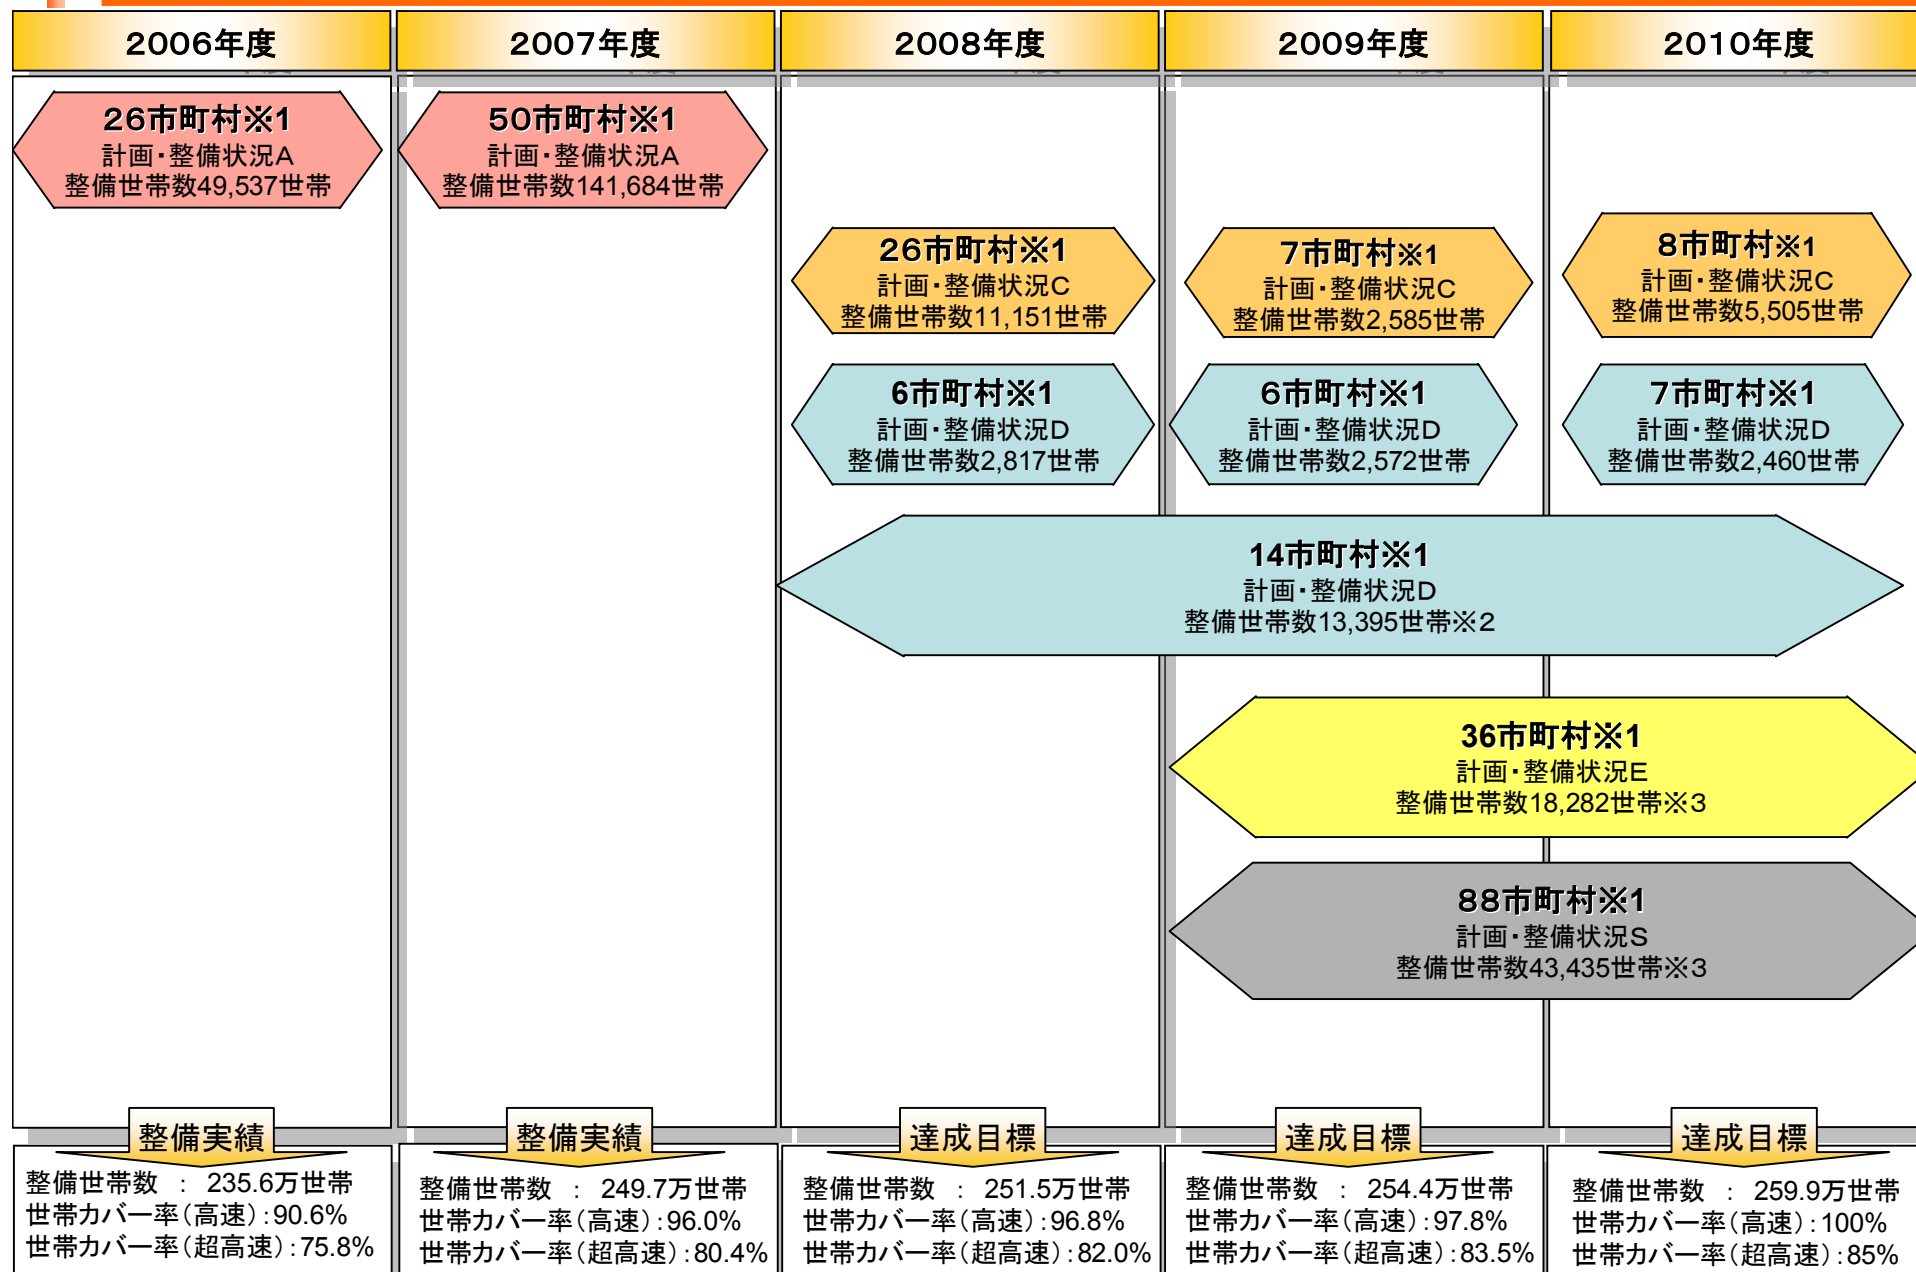 2006年度
2007年度
2008年度
2009年度
2010年度
26市町村※1
計画・整備状況A
整備世帯数49,537世帯
50市町村※1
計画・整備状況A
整備世帯数141,684世帯
26市町村※1
計画・整備状況C
整備世帯数11,151世帯
7市町村※1
計画・整備状況C
整備世帯数2,585世帯
8市町村※1
計画・整備状況C
整備世帯数5,505世帯
6市町村※1
計画・整備状況D
整備世帯数2,817世帯
6市町村※1
計画・整備状況D
整備世帯数2,572世帯
7市町村※1
計画・整備状況D
整備世帯数2,460世帯
14市町村※1
計画・整備状況D
整備世帯数13,395世帯※2
36市町村※1
計画・整備状況E
整備世帯数18,282世帯※3
88市町村※1
計画・整備状況S
整備世帯数43,435世帯※3
整備実績
整備世帯数 : 235.6万世帯
世帯カバー率(高速):90.6%
世帯カバー率(超高速):75.8%
整備実績
整備世帯数 : 249.7万世帯
世帯カバー率(高速):96.0%
世帯カバー率(超高速):80.4%
達成目標
整備世帯数 : 251.5万世帯
世帯カバー率(高速):96.8%
世帯カバー率(超高速):82.0%
達成目標
整備世帯数 : 254.4万世帯
世帯カバー率(高速):97.8%
世帯カバー率(超高速):83.5%
達成目標
整備世帯数 : 259.9万世帯
世帯カバー率(高速):100%
世帯カバー率(超高速):85%